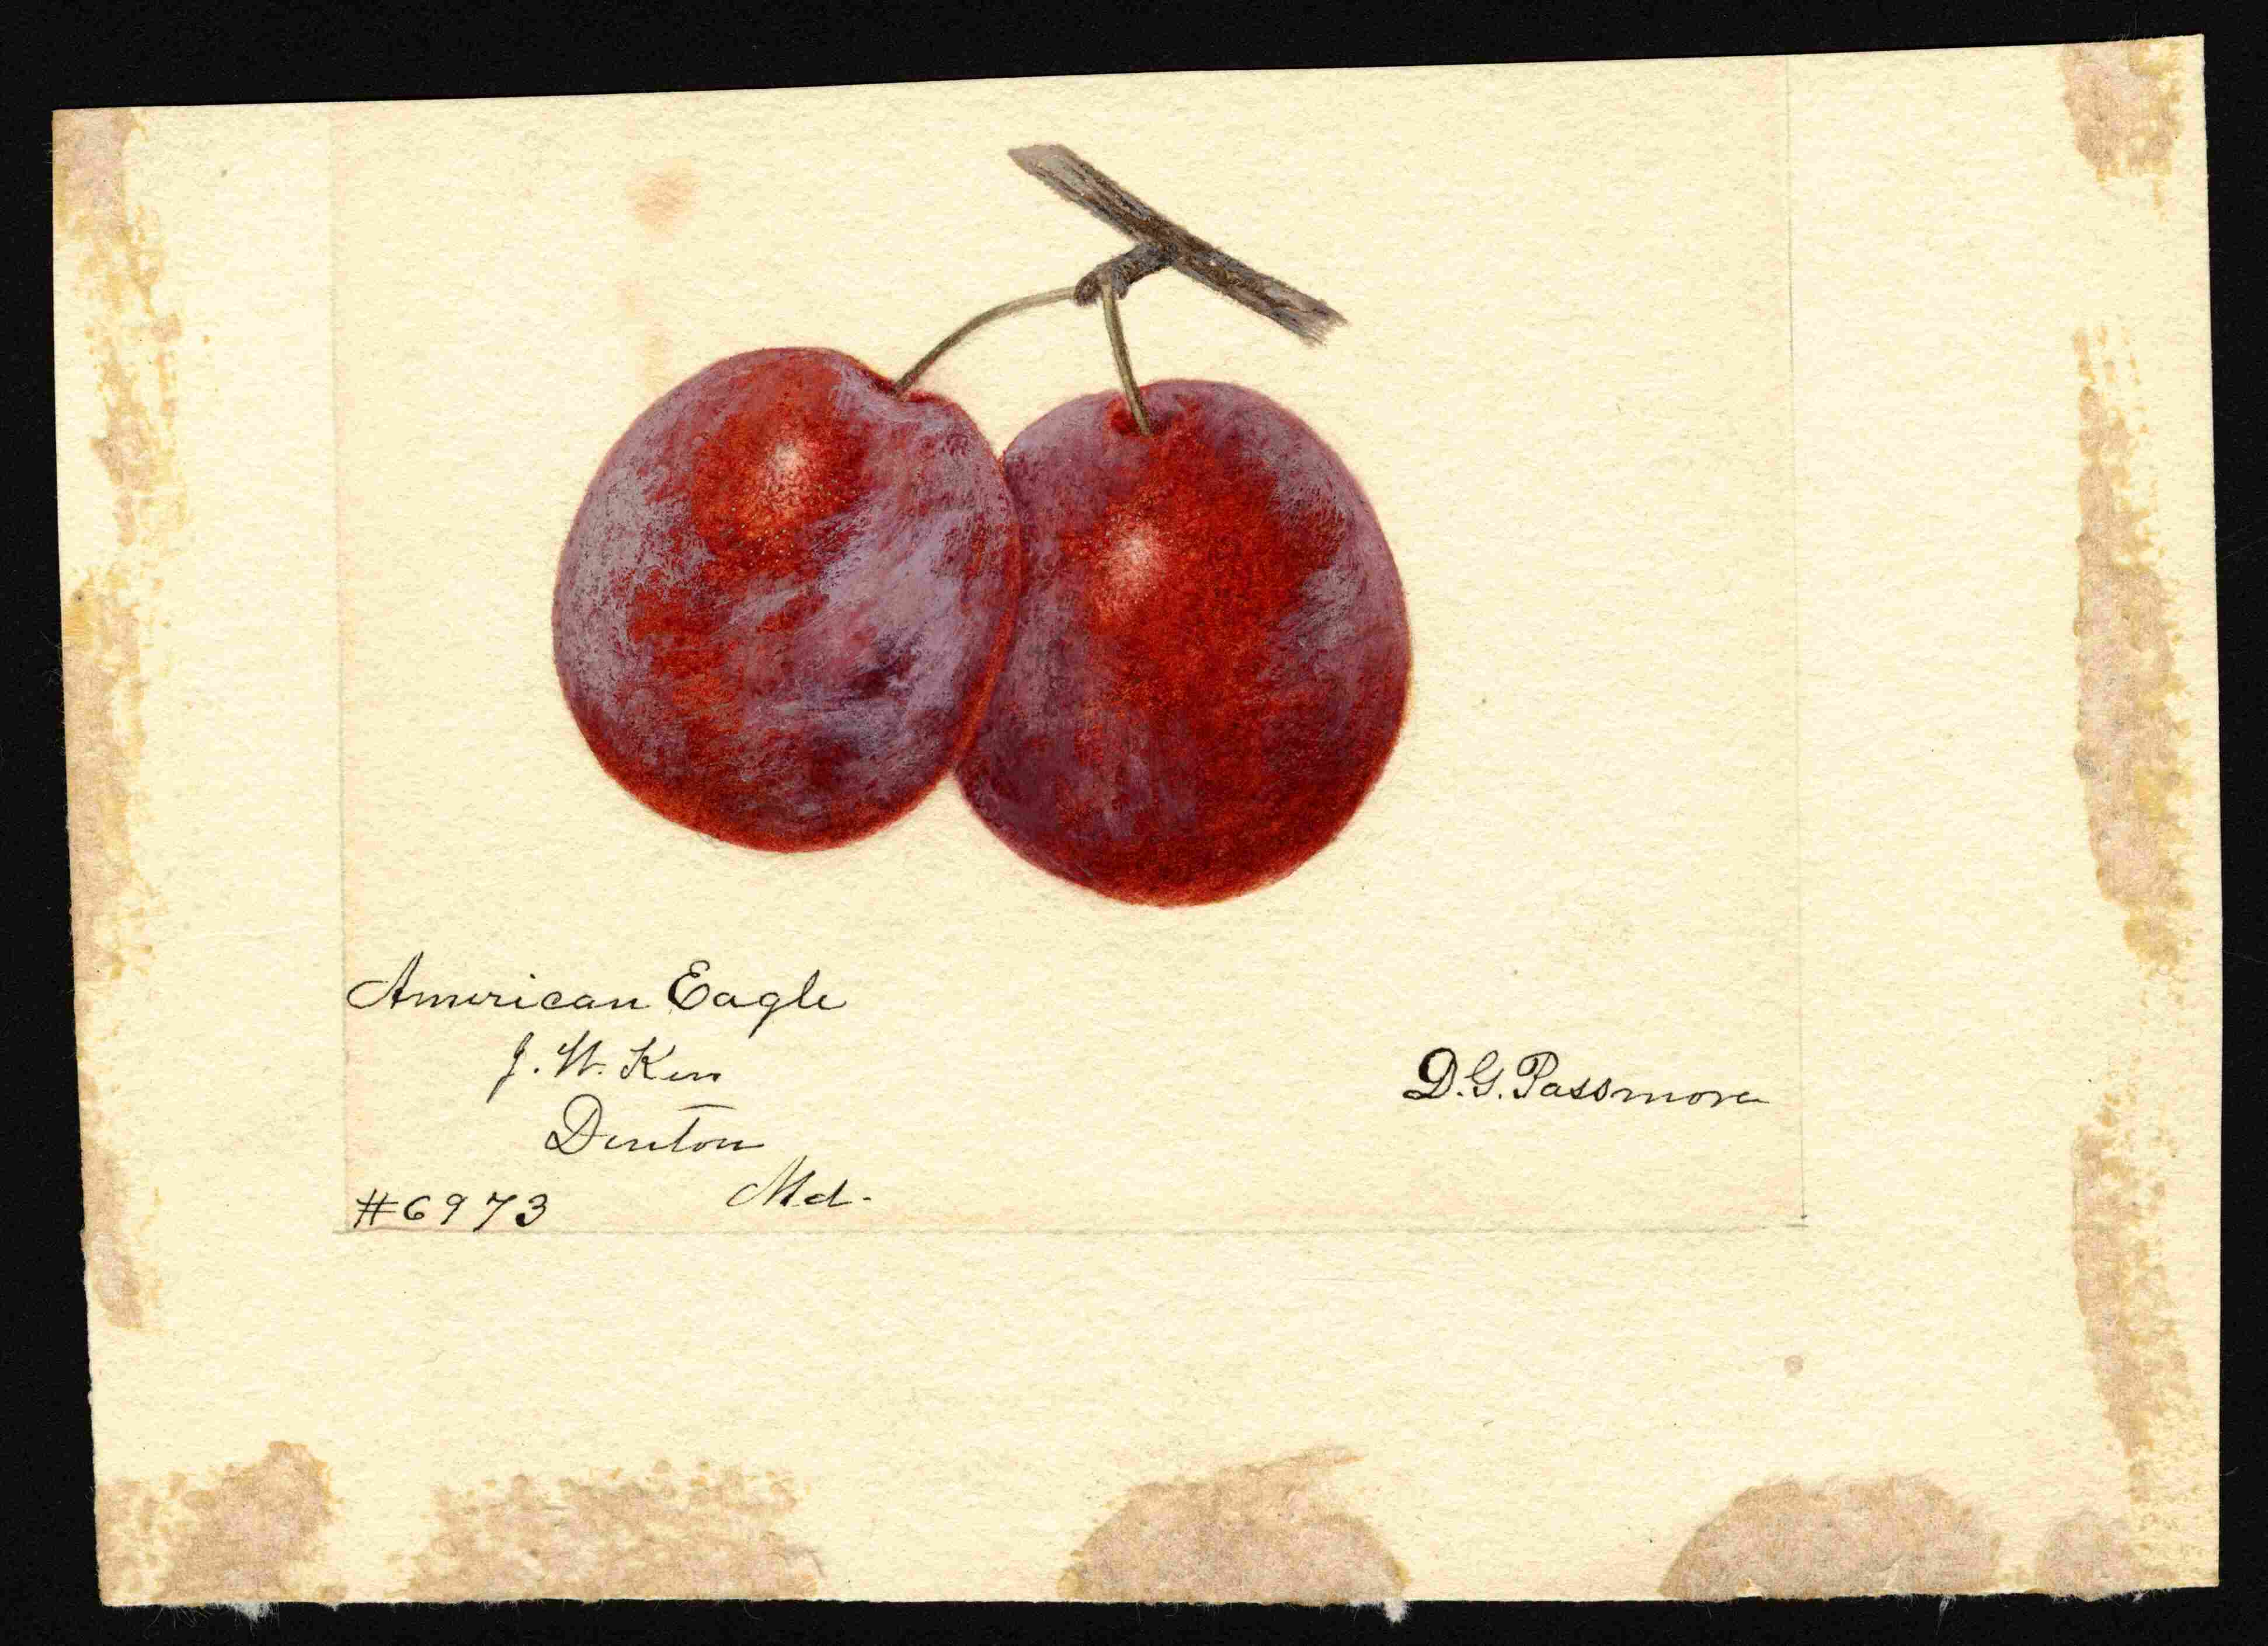 American Eagle
J. W. Kerr
Denton
Md.
#6973
D.G. Passmore